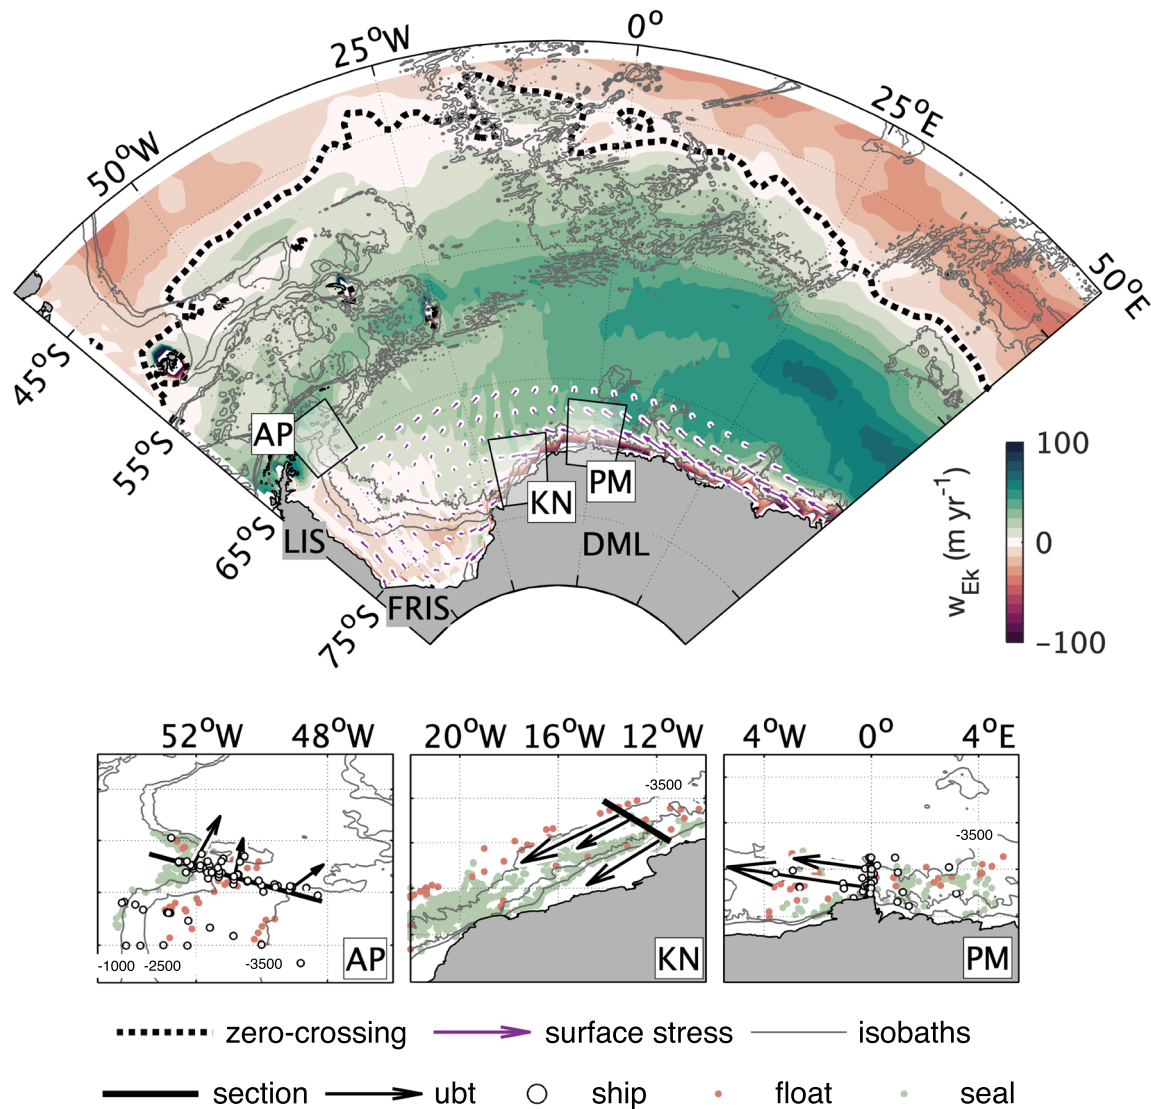 0°
25°W
25°E
50°W
50°E
45°S
55°S
65°S
75°S
AP
KN
PM
LIS
DML
FRIS
100
0
−100
wEk (m yr-1)
52°W 48°W
20°W 16°W 12°W
4°W 0° 4°E
-3500
-3500
-1000 -2500 -3500
AP
KN
PM
zero-crossing surface stress isobaths
section ubt ship float seal